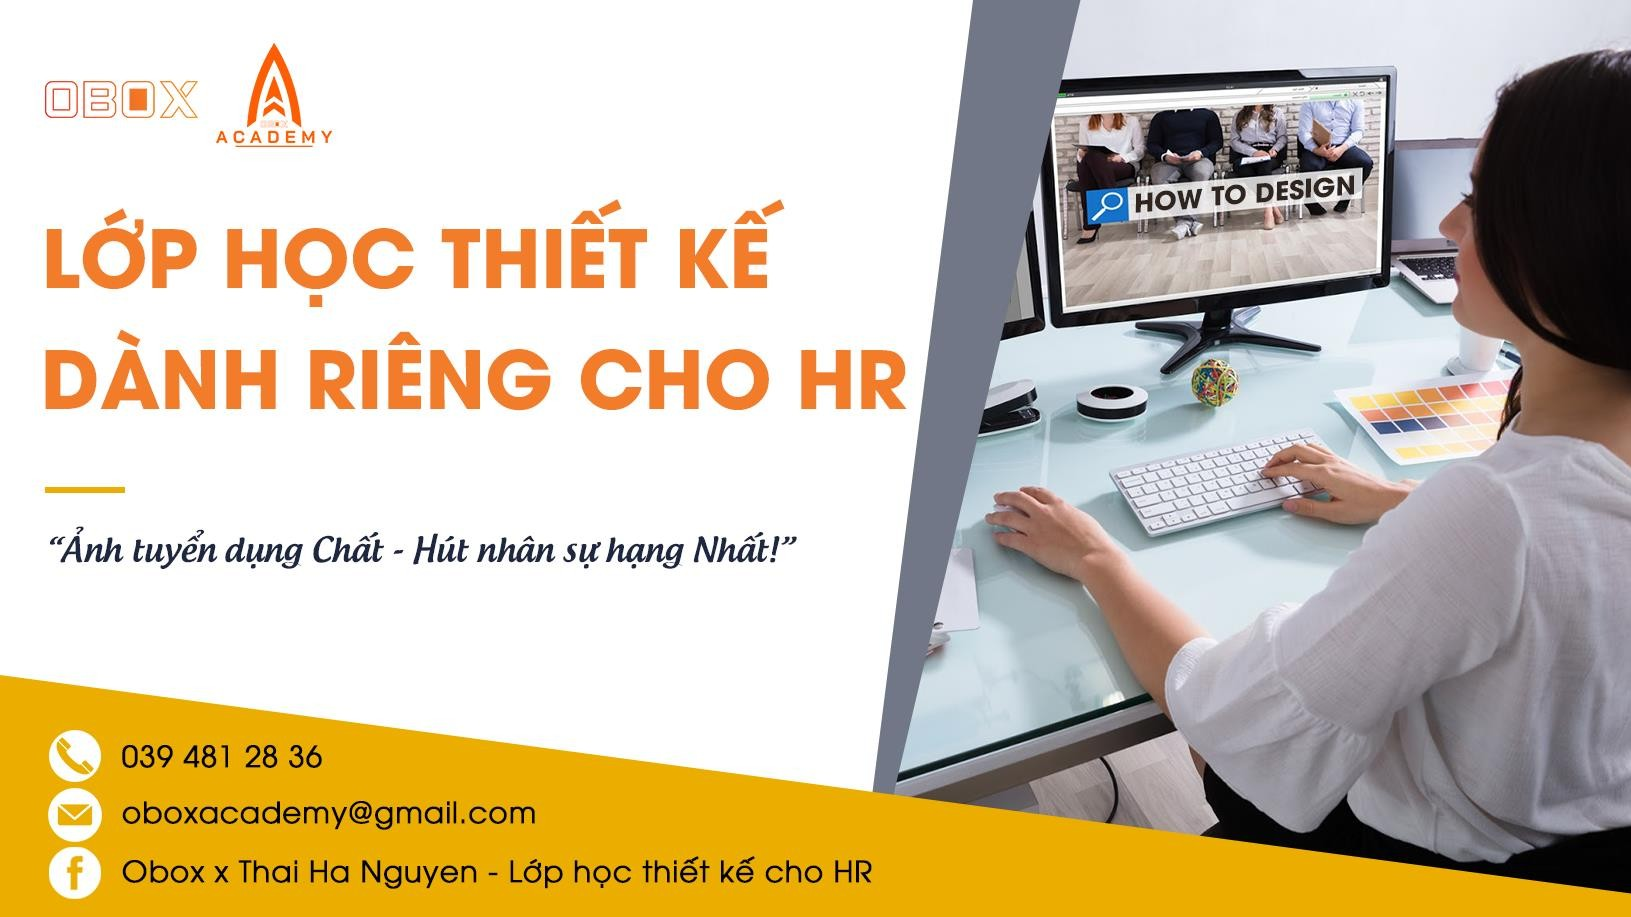 OBOX
ACADEMY
LỚP HỌC THIẾT KẾ
DÀNH RIÊNG CHO HR
“Ảnh tuyển dụng Chất - Hút nhân sự hạng Nhất!”
HOW TO DESIGN
039 481 28 36
oboxacademy@gmail.com
Obox x Thai Ha Nguyen - Lớp học thiết kế cho HR